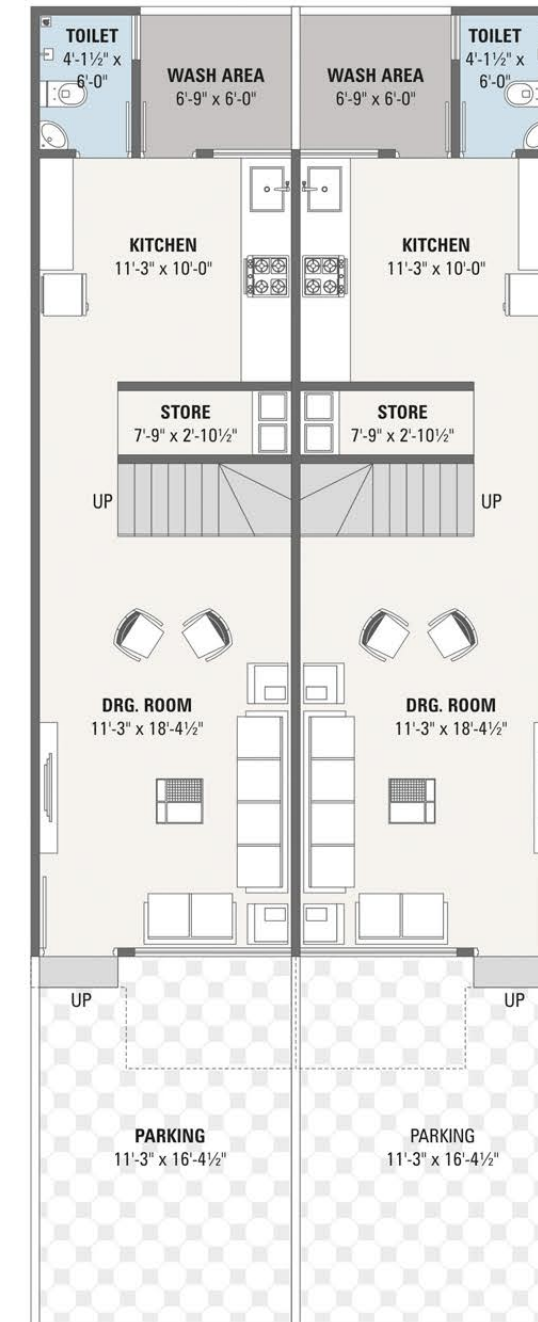 TOILET
4'-1½" x
6'-0"
WASH AREA
6'-9" x 6'-0"
WASH AREA
6'-9" x 6'-0"
TOILET
4'-1½" x
6'-0"
KITCHEN
11'-3" x 10'-0"
KITCHEN
11'-3" x 10'-0"
STORE
7'-9" x 2'-10½"
STORE
7'-9" x 2'-10½"
UP
UP
DRG. ROOM
11'-3" x 18'-4½"
DRG. ROOM
11'-3" x 18'-4½"
UP
UP
PARKING
11'-3" x 16'-4½"
PARKING
11'-3" x 16'-4½"